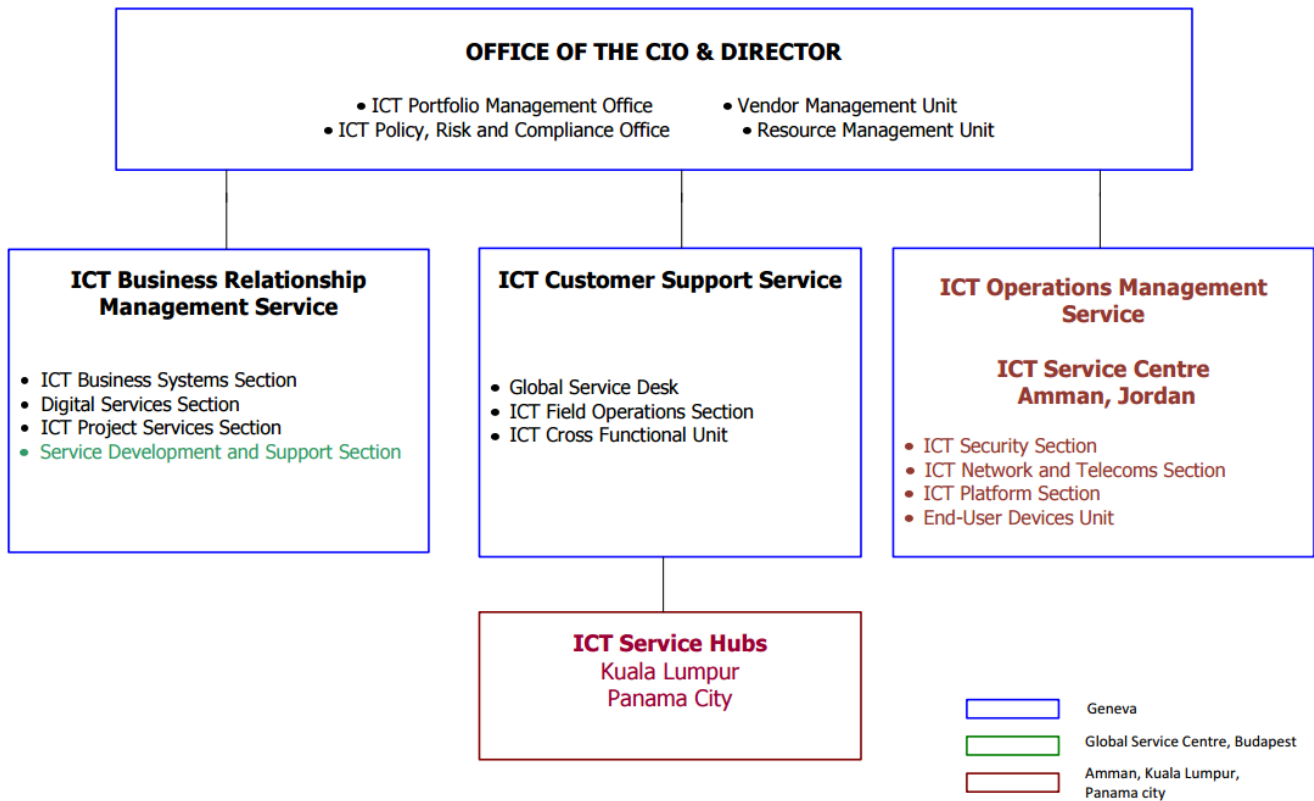 OFFICE OF THE CIO & DIRECTOR
• ICT Portfolio Management Office • Vendor Management Unit
• ICT Policy, Risk and Compliance Office • Resource Management Unit
ICT Business Relationship
Management Service
• ICT Business Systems Section
• Digital Services Section
• ICT Project Services Section
• Service Development and Support Section
ICT Customer Support Service
• Global Service Desk
• ICT Field Operations Section
• ICT Cross Functional Unit
ICT Operations Management
Service
ICT Service Centre
Amman, Jordan
• ICT Security Section
• ICT Network and Telecoms Section
• ICT Platform Section
• End-User Devices Unit
ICT Service Hubs
Kuala Lumpur
Panama City
Geneva
Global Service Centre, Budapest
Amman, Kuala Lumpur,
Panama city